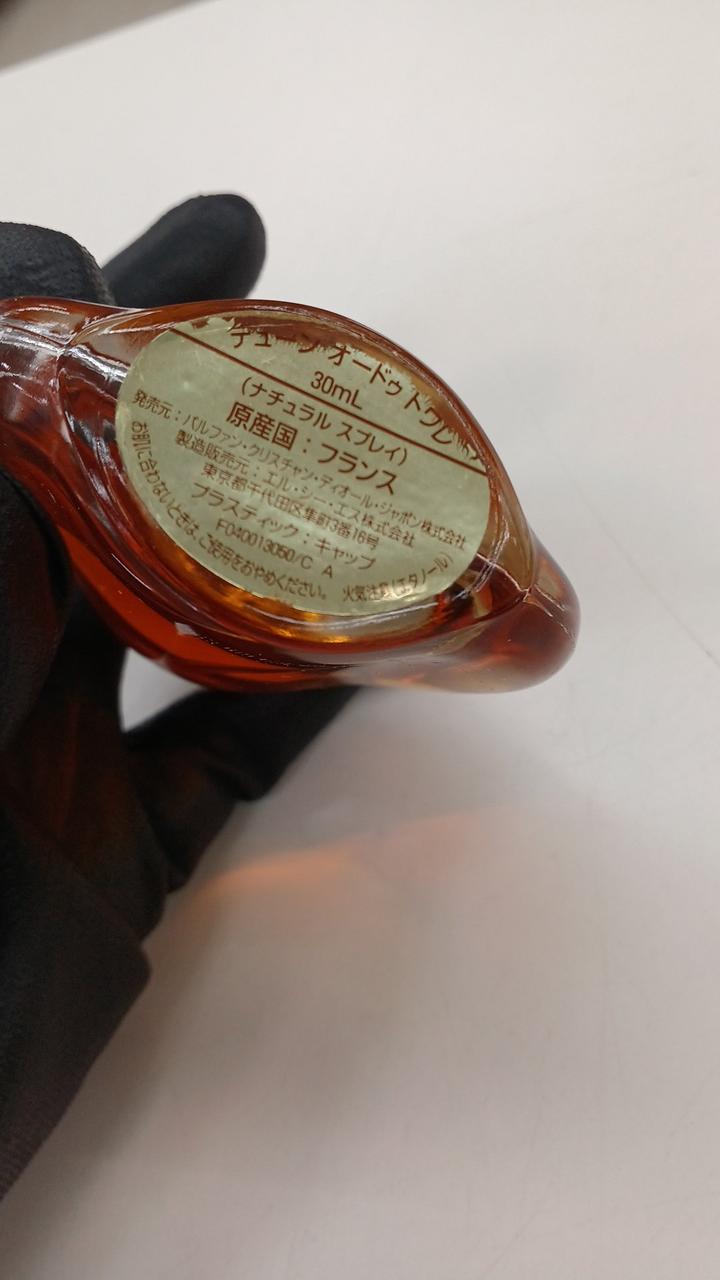 デューン オードゥ トワレ
30mL
(ナチュラル スプレイ)
原産国：フランス
発売元：パルファン・クリスチャン・ディオール・ジャポン株式会社
製造販売元：エル・シー・エス株式会社
東京都千代田区隼町3番16号
プラスティック：キャップ
F040013050/C A
お肌に合わないときは、ご使用をおやめください。 火気注意(エタノール)